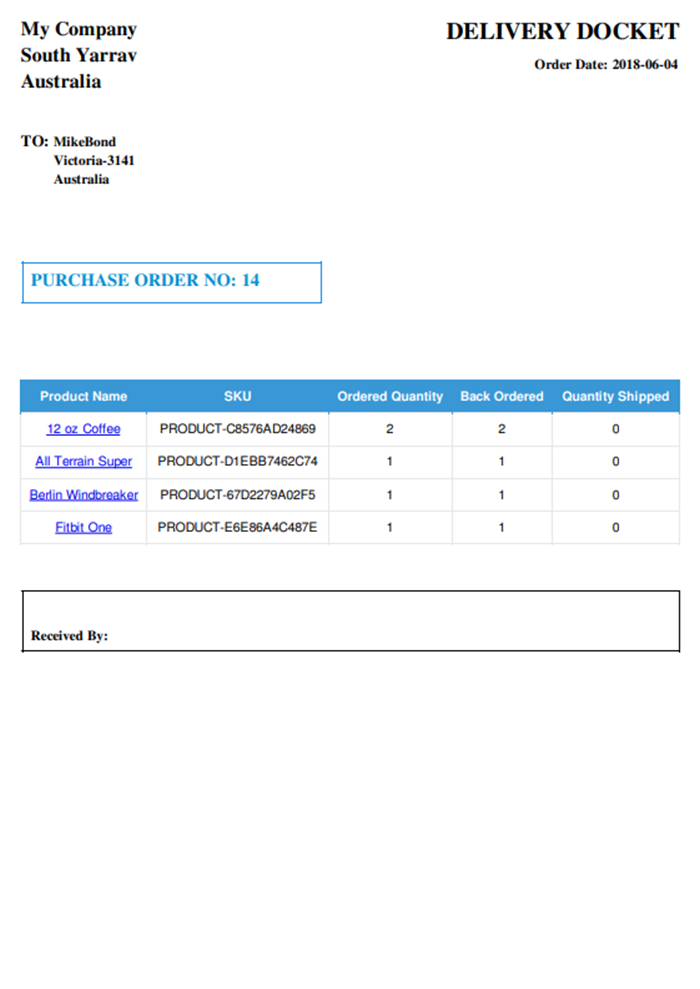 My Company
South Yarrav
Australia
DELIVERY DOCKET
Order Date: 2018-06-04
TO: MikeBond
Victoria-3141
Australia
PURCHASE ORDER NO: 14
Product Name SKU Ordered Quantity Back Ordered Quantity Shipped
12 oz Coffee PRODUCT-C8576AD24869 2 2 0
All Terrain Super PRODUCT-D1EBB7462C74 1 1 0
Berlin Windbreaker PRODUCT-67D2279A02F5 1 1 0
Fitbit One PRODUCT-E6E86A4C487E 1 1 0
Received By: